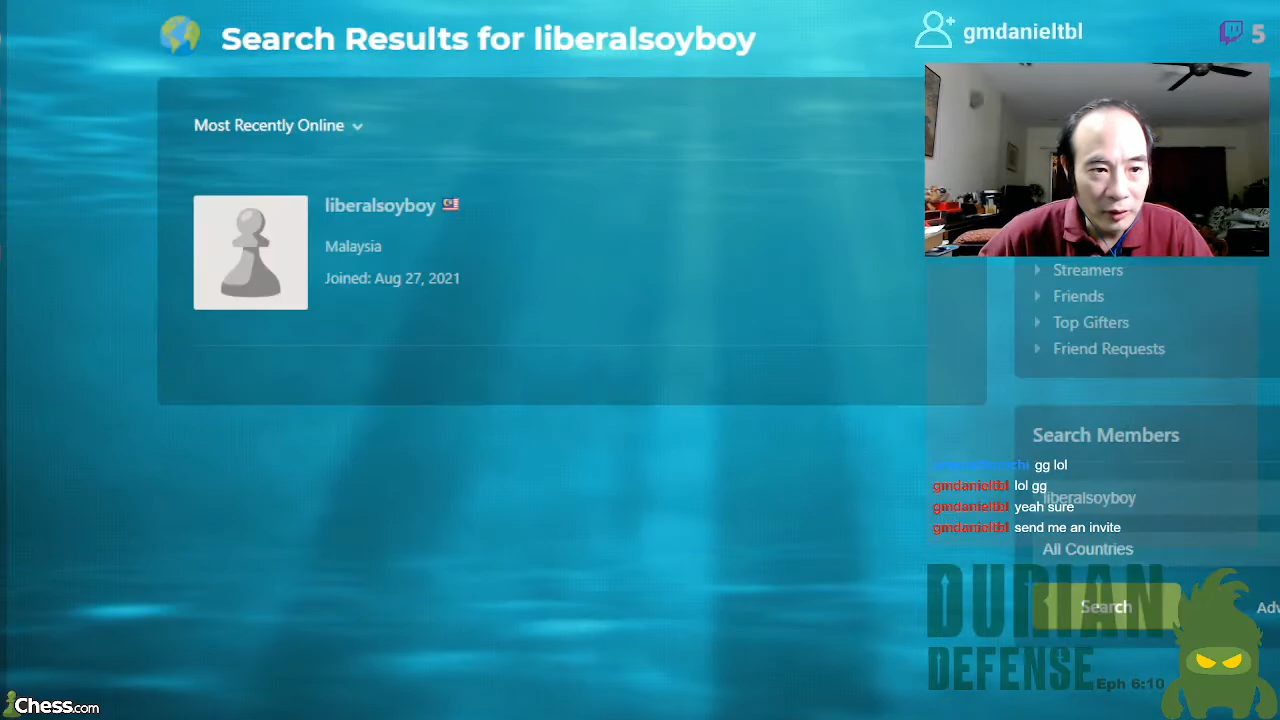 Search Results for liberalsoyboy
gmdanieltbl
5
Most Recently Online
liberalsoyboy
Malaysia
Joined: Aug 27, 2021
Streamers
Friends
Top Gifters
Friend Requests
Search Members
gg lol
gmdanieltbl lol gg
liberalsoyboy
gmdanieltbl yeah sure
gmdanieltbl send me an invite
All Countries
Search
Adv
DURIAN
DEFENSE
Eph 6:10
Chess.com